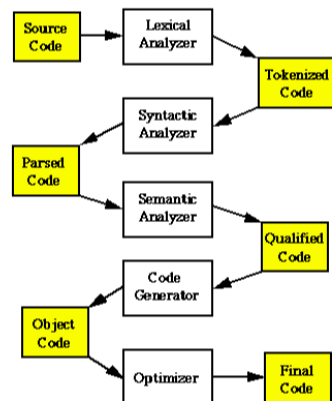 Source
Code
Lexical
Analyzer
Tokenized
Code
Syntactic
Analyzer
Parsed
Code
Semantic
Analyzer
Qualified
Code
Code
Generator
Object
Code
Optimizer
Final
Code